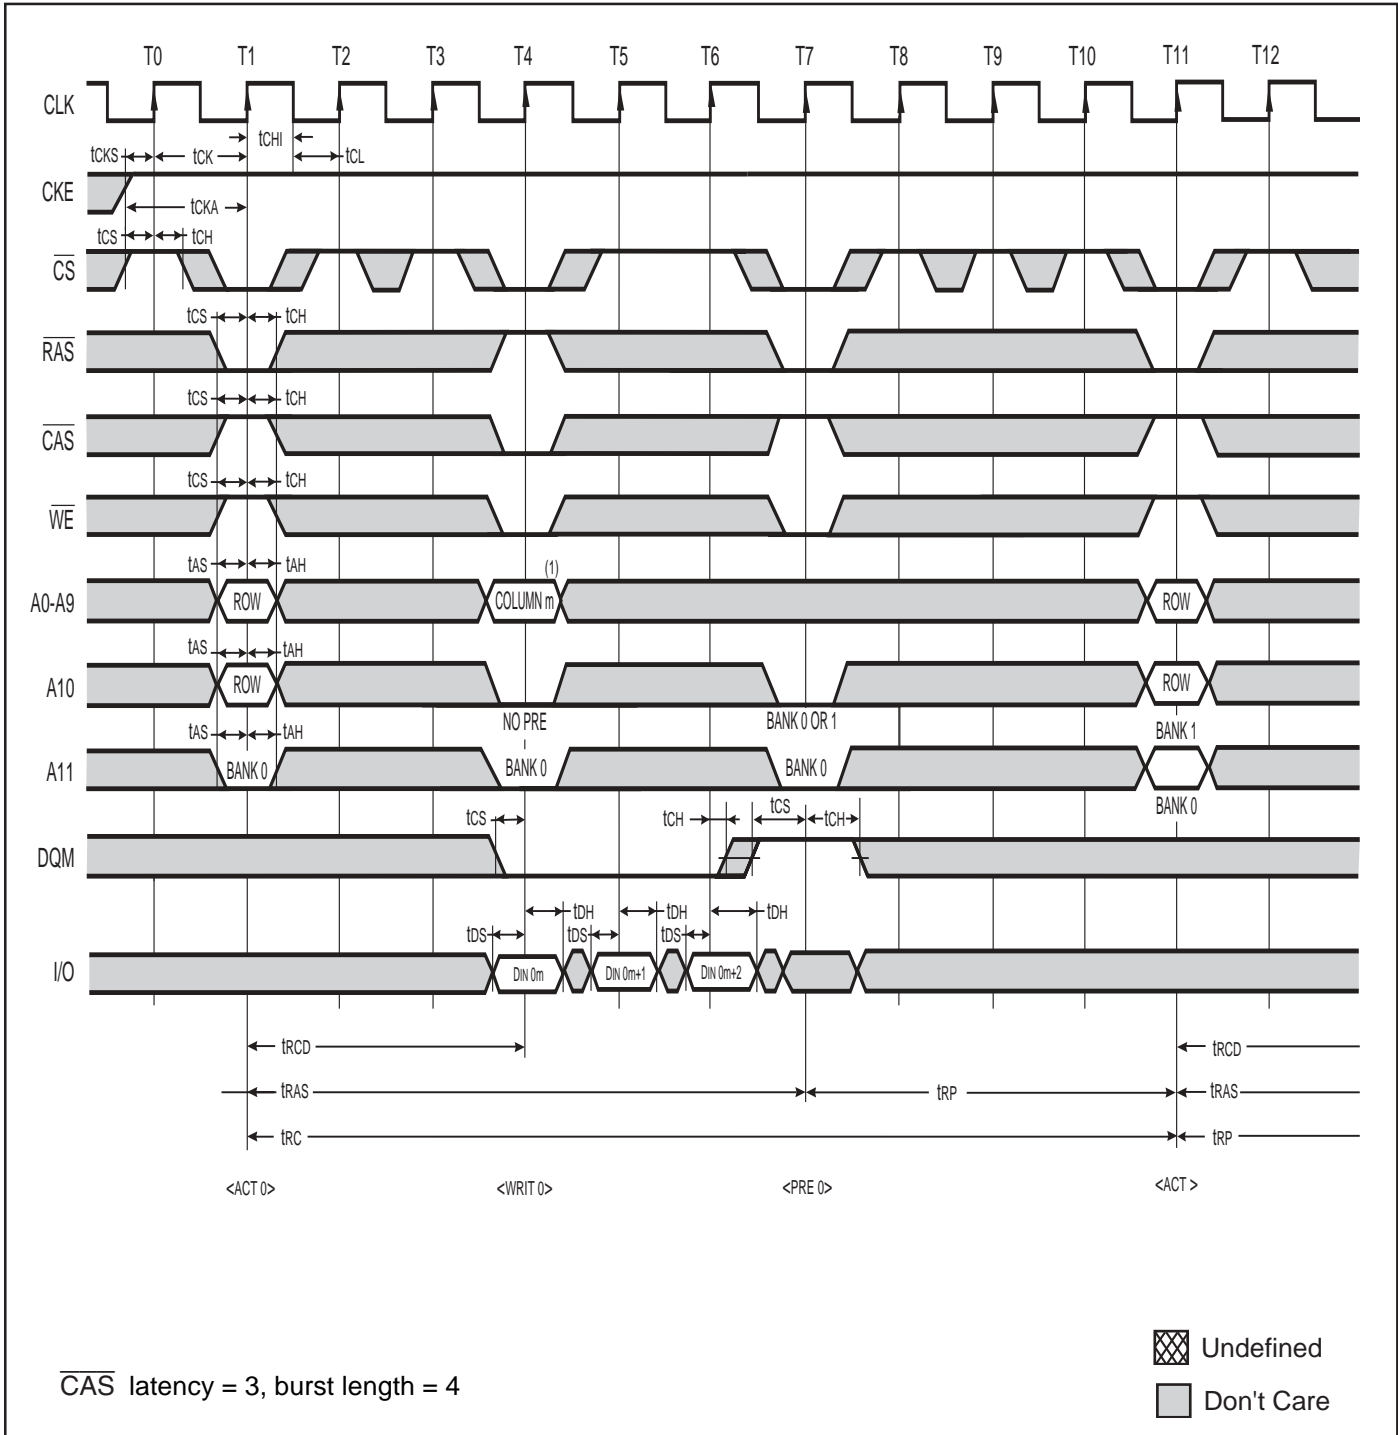 T0 T1 T2 T3 T4 T5 T6 T7 T8 T9 T10 T11 T12
CLK
tCHI
tCKS tCK tCL
CKE
tCKA
tCS tCH
CS
tCS tCH
RAS
tCS tCH
CAS
tCS tCH
WE
tAS tAH (1)
A0-A9 ROW COLUMN m ROW
tAS tAH
A10 ROW ROW
NO PRE BANK 0 OR 1 BANK 1
tAS tAH
A11 BANK 0 BANK 0 BANK 0
BANK 0
tCS tCH tCS tCH
DQM
tDH tDH tDH
tDS tDS tDS
I/O DIN 0m DIN 0m+1 DIN 0m+2
tRCD tRCD
tRAS tRP tRAS
tRC tRP
<ACT 0> <WRIT 0> <PRE 0> <ACT >
Undefined
CAS latency = 3, burst length = 4
Don't Care